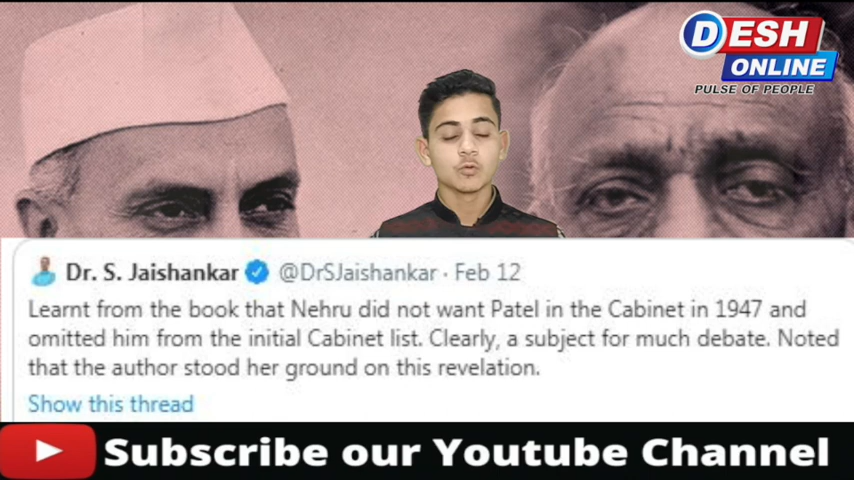 DESH
ONLINE
PULSE OF PEOPLE
Dr. S. Jaishankar @DrSJaishankar · Feb 12
Learnt from the book that Nehru did not want Patel in the Cabinet in 1947 and
omitted him from the initial Cabinet list. Clearly, a subject for much debate. Noted
that the author stood her ground on this revelation.
Show this thread
Subscribe our Youtube Channel